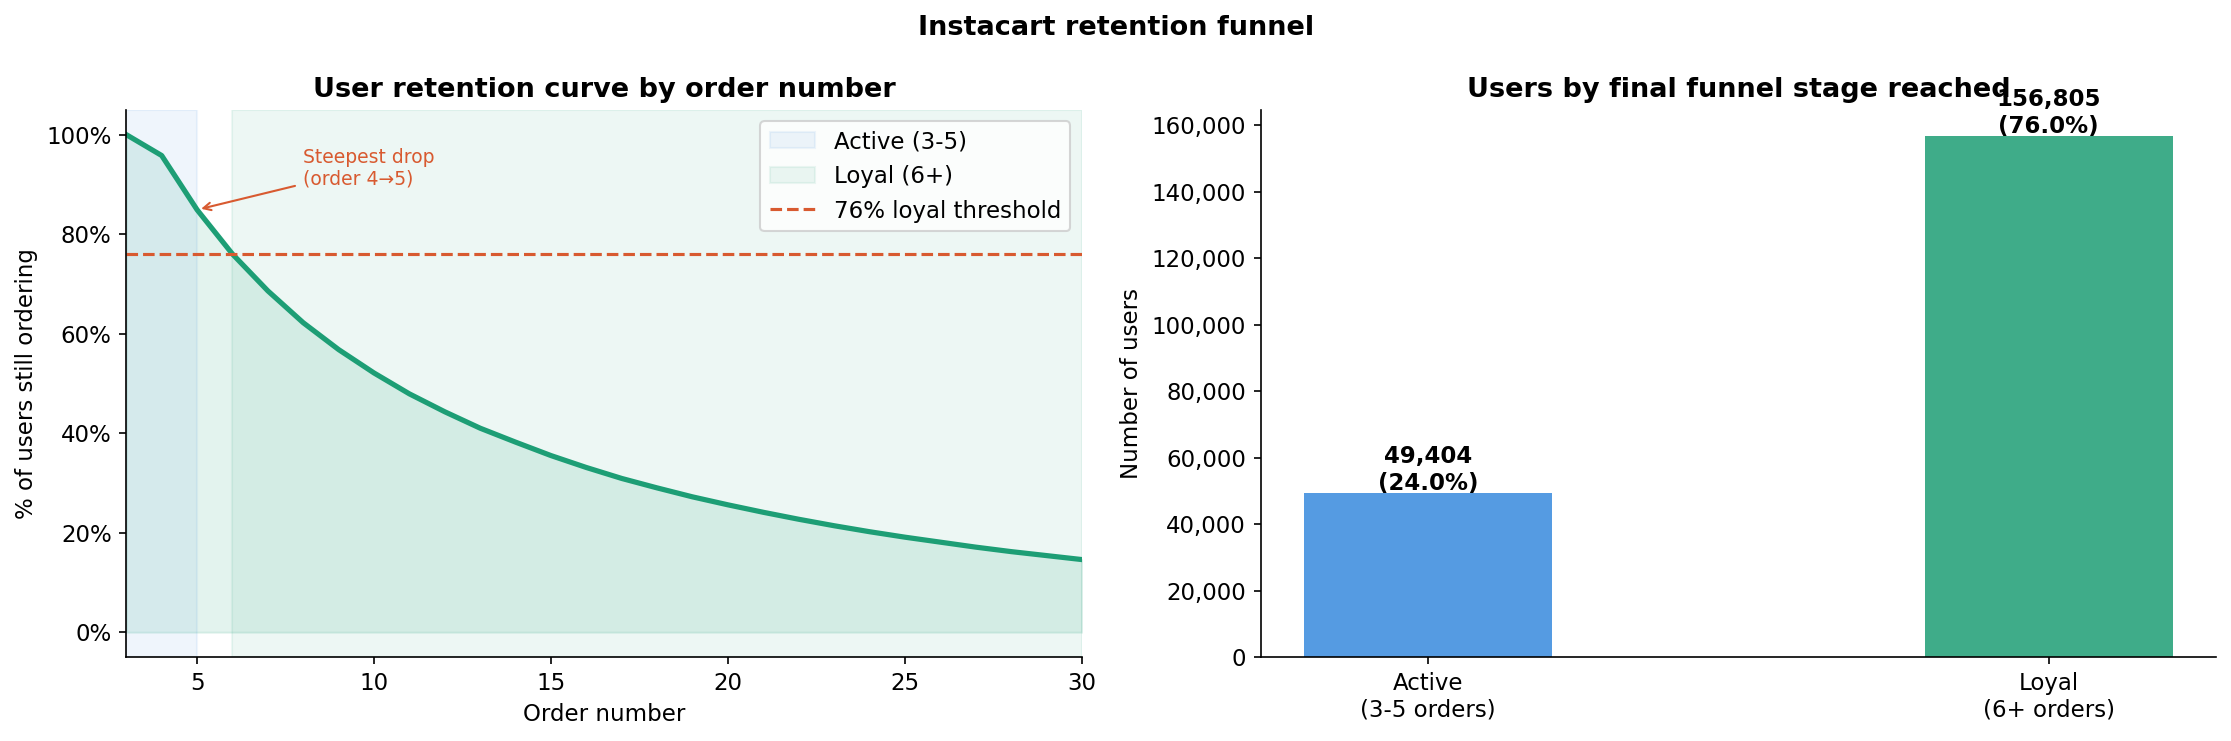 Instacart retention funnel
User retention curve by order number
100%
80%
60%
40%
20%
0%
% of users still ordering
5
10
15
20
25
30
Order number
Steepest drop
(order 4→5)
Active (3-5)
Loyal (6+)
76% loyal threshold
Users by final funnel stage reached
160,000
140,000
120,000
100,000
80,000
60,000
40,000
20,000
0
Number of users
49,404
(24.0%)
156,805
(76.0%)
Active
(3-5 orders)
Loyal
(6+ orders)